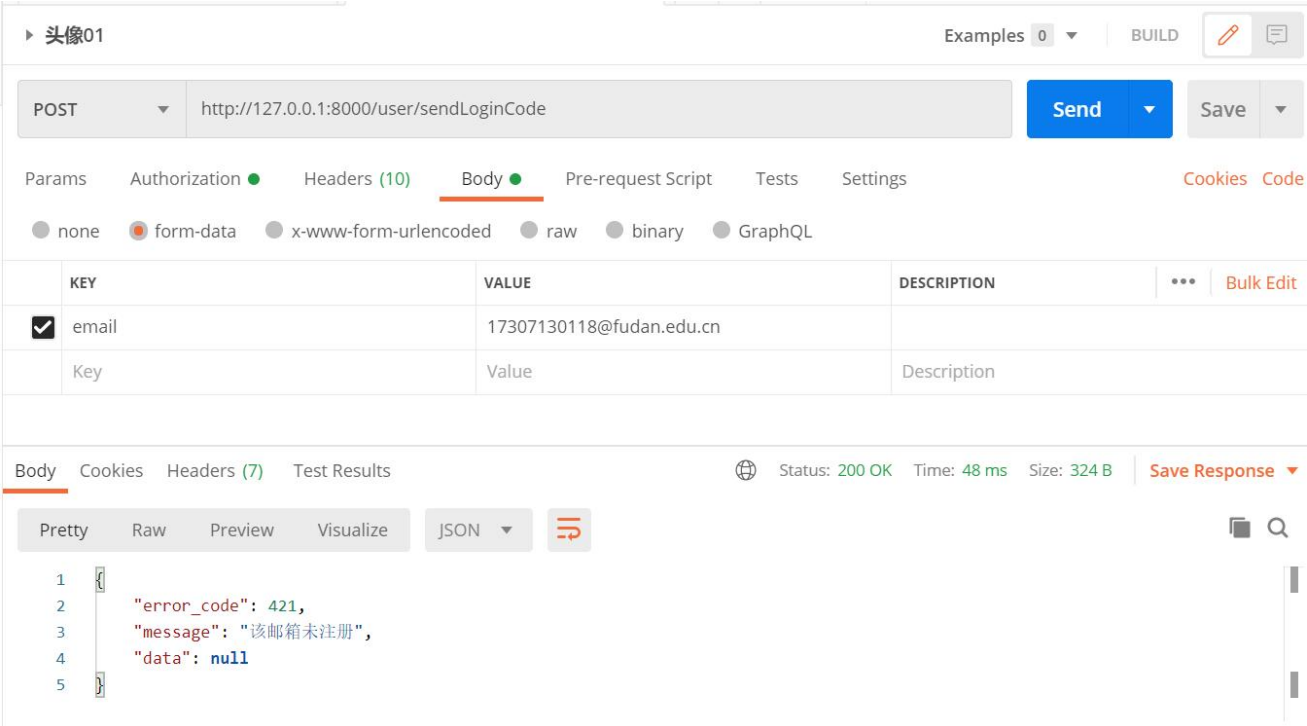 头像01 Examples 0 BUILD
POST http://127.0.0.1:8000/user/sendLoginCode Send Save
Params Authorization Headers (10) Body Pre-request Script Tests Settings Cookies Code
none form-data x-www-form-urlencoded raw binary GraphQL
KEY VALUE DESCRIPTION Bulk Edit
email 17307130118@fudan.edu.cn
Key Value Description
Body Cookies Headers (7) Test Results Status: 200 OK Time: 48 ms Size: 324 B Save Response
Pretty Raw Preview Visualize JSON
1 {
2 "error_code": 421,
3 "message": "该邮箱未注册",
4 "data": null
5 }